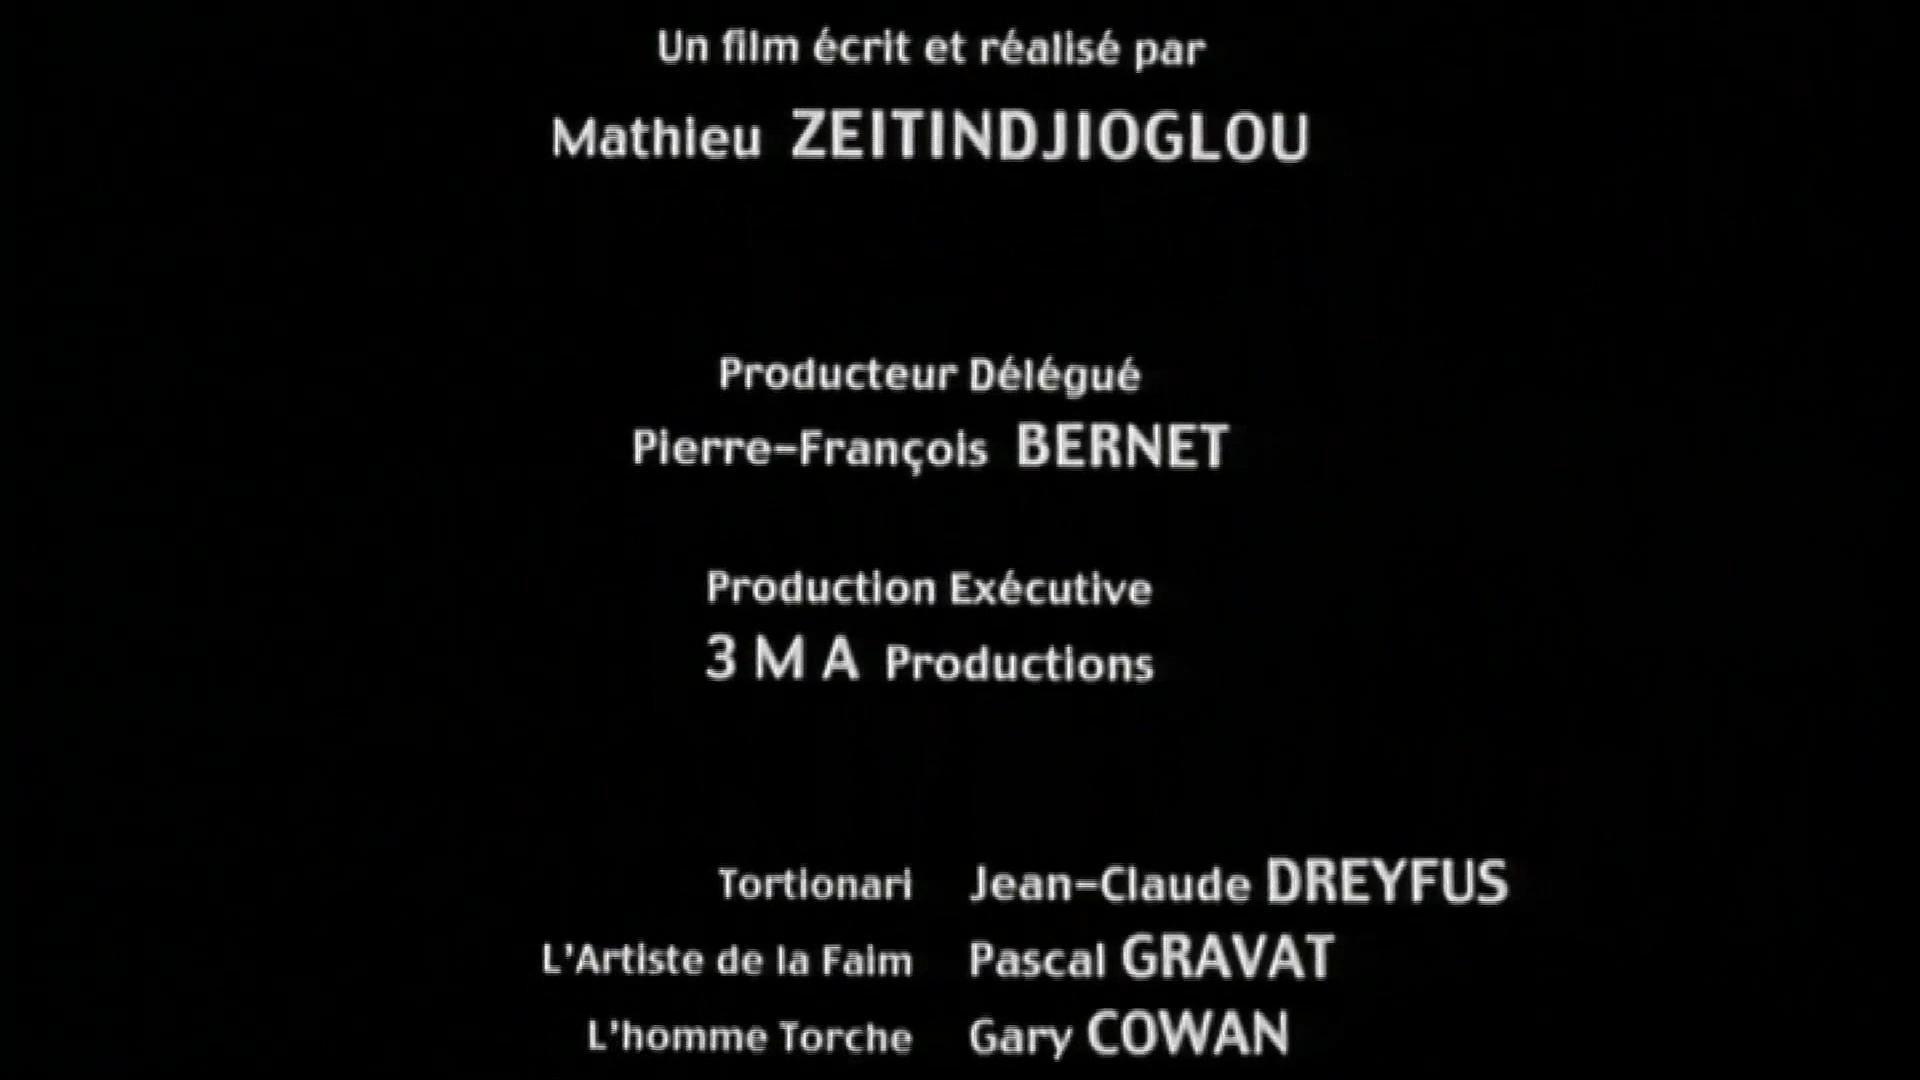 Un film écrit et réalisé par
Mathieu ZEITINDJIOGLOU
Producteur Délégué
Pierre-François BERNET
Production Exécutive
3 M A Productions
Tortionari Jean-Claude DREYFUS
L'Artiste de la Faim Pascal GRAVAT
L'homme Torche Gary COWAN